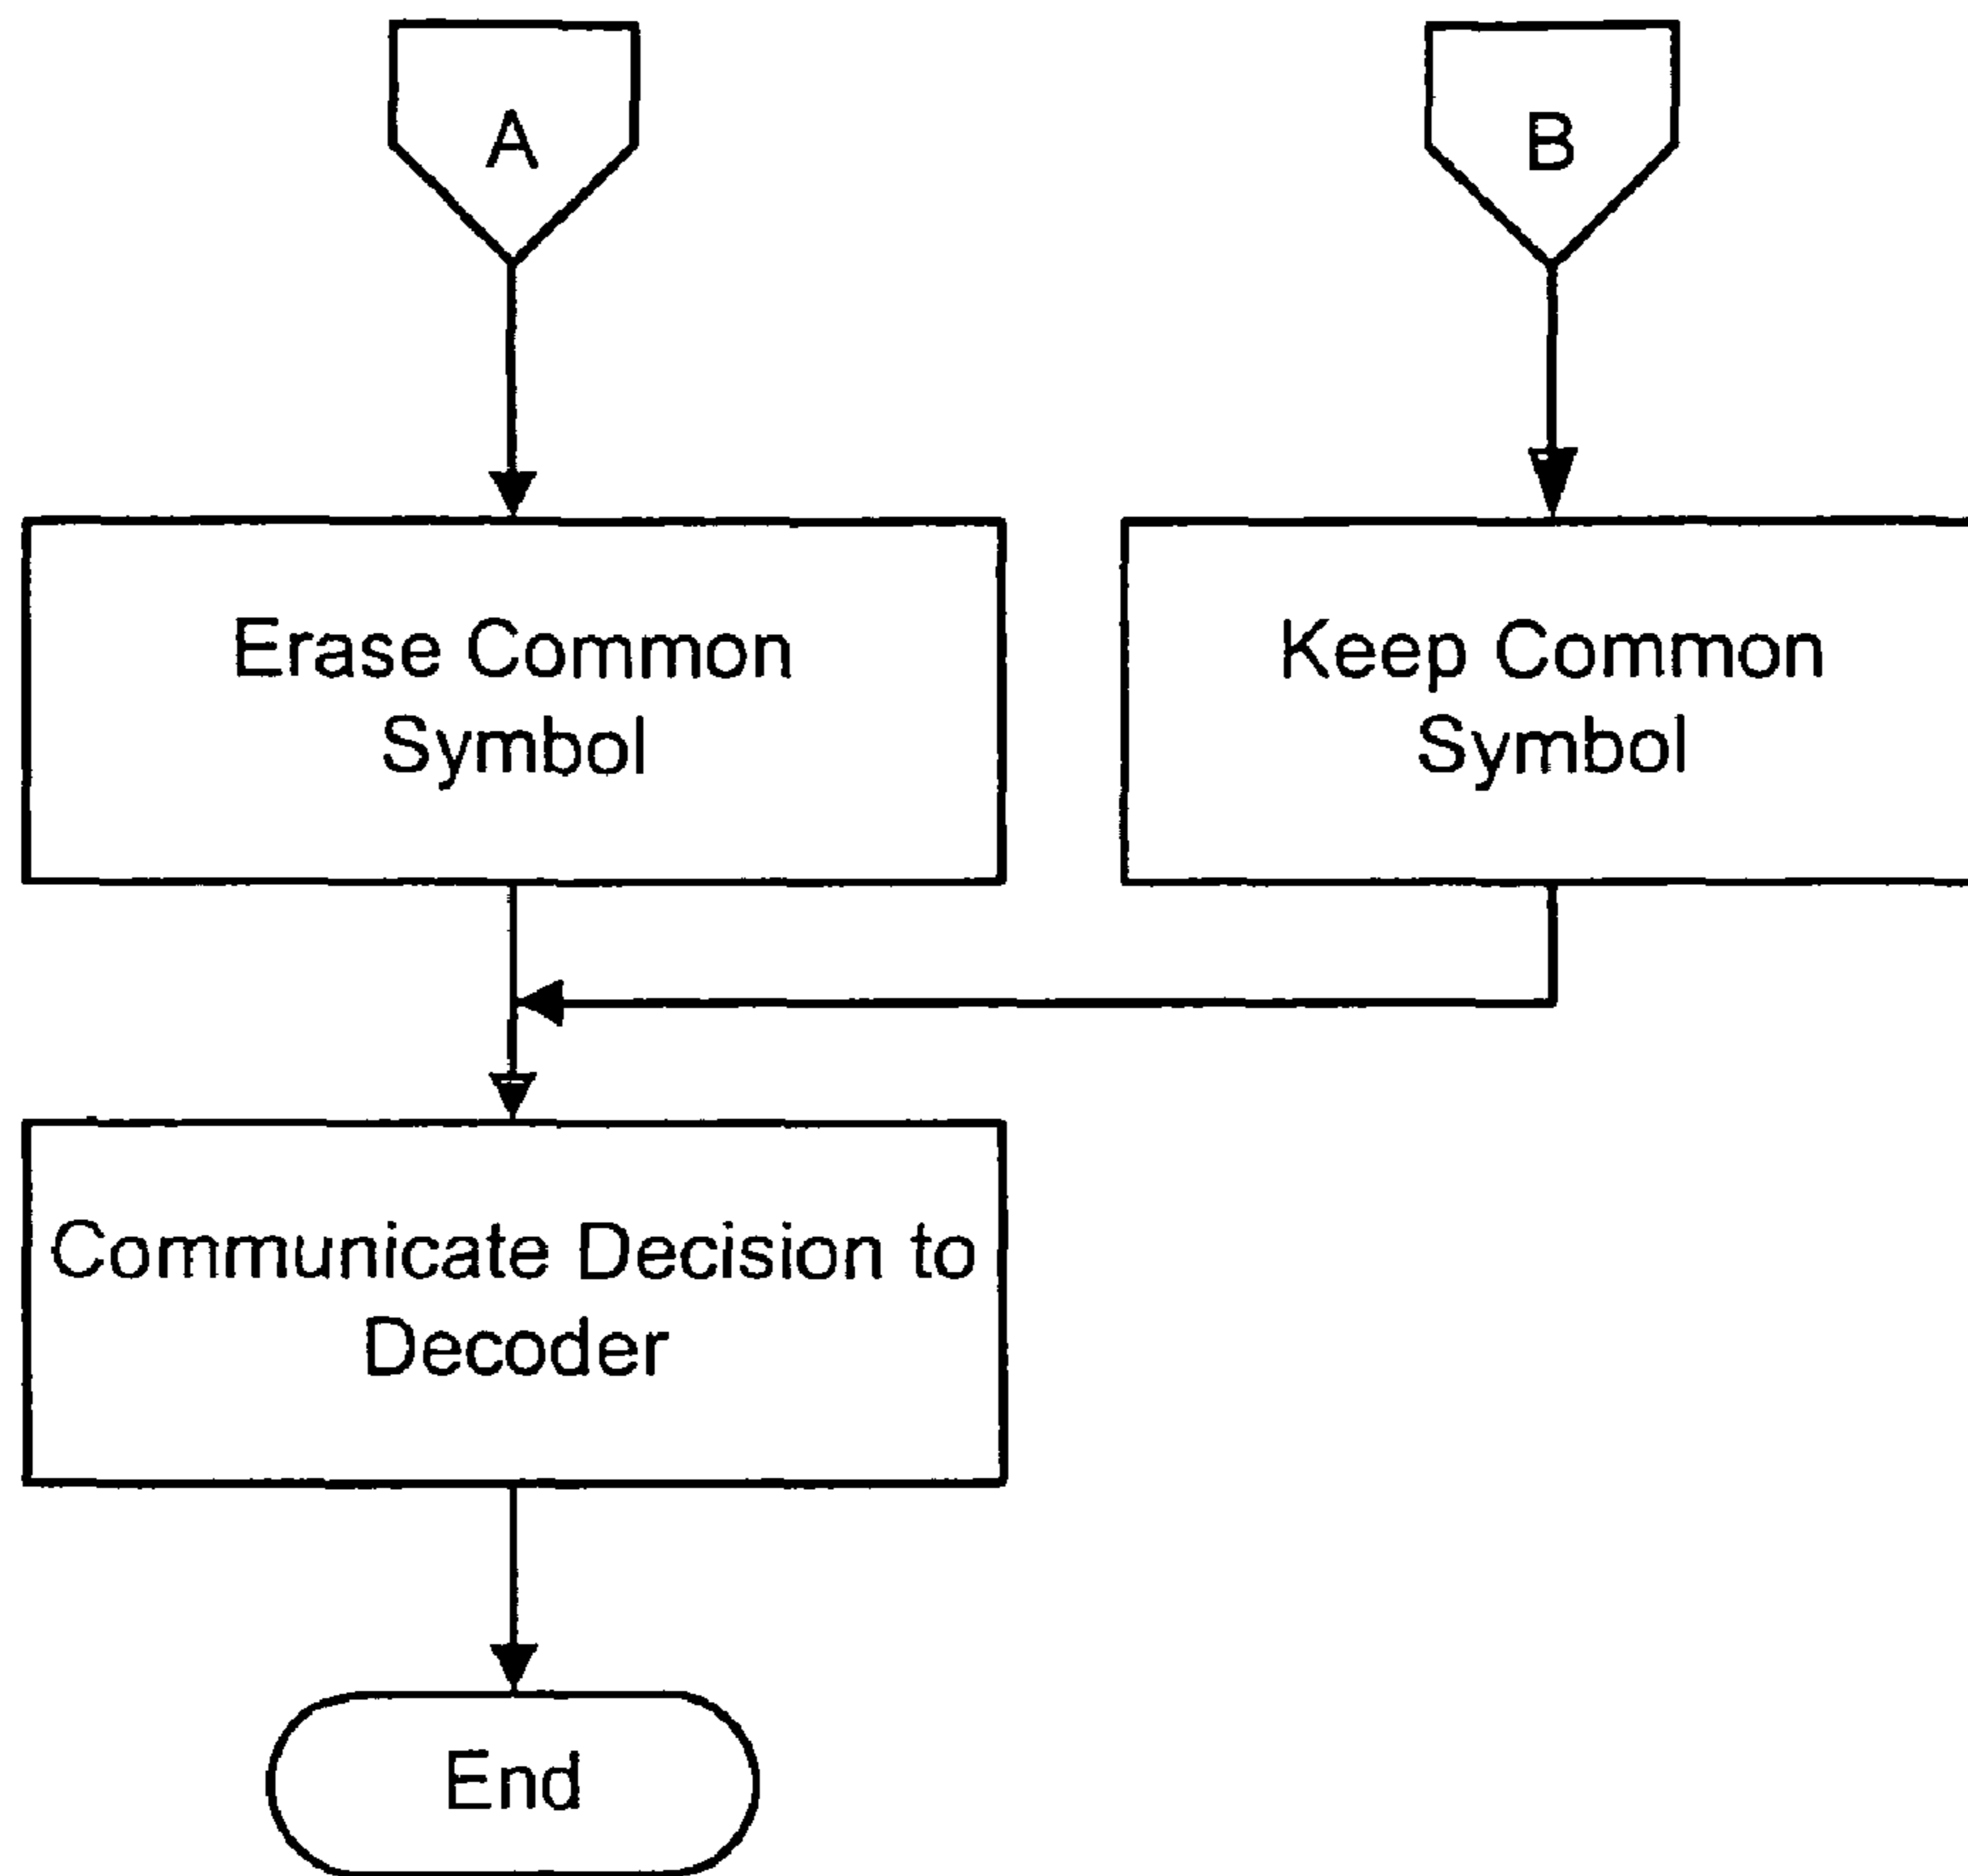 A
B
Erase Common
Symbol
Keep Common
Symbol
Communicate Decision to
Decoder
End